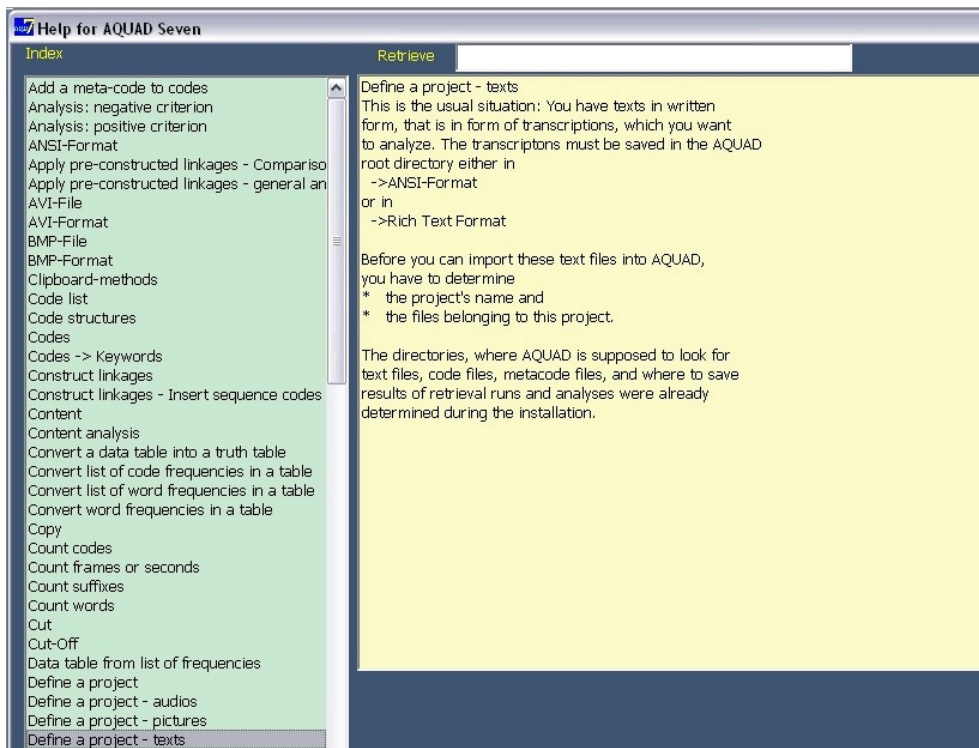 Help for AQUAD Seven
Index
Retrieve
Add a meta-code to codes
Analysis: negative criterion
Analysis: positive criterion
ANSI-Format
Apply pre-constructed linkages - Compariso
Apply pre-constructed linkages - general an
AVI-File
AVI-Format
BMP-File
BMP-Format
Clipboard-methods
Code list
Code structures
Codes
Codes -> Keywords
Construct linkages
Construct linkages - Insert sequence codes
Content
Content analysis
Convert a data table into a truth table
Convert list of code frequencies in a table
Convert list of word frequencies in a table
Convert word frequencies in a table
Copy
Count codes
Count frames or seconds
Count suffixes
Count words
Cut
Cut-Off
Data table from list of frequencies
Define a project
Define a project - audios
Define a project - pictures
Define a project - texts
Define a project - texts
This is the usual situation: You have texts in written
form, that is in form of transcriptions, which you want
to analyze. The transcriptons must be saved in the AQUAD
root directory either in
->ANSI-Format
or in
->Rich Text Format
Before you can import these text files into AQUAD,
you have to determine
* the project's name and
* the files belonging to this project.
The directories, where AQUAD is supposed to look for
text files, code files, metacode files, and where to save
results of retrieval runs and analyses were already
determined during the installation.